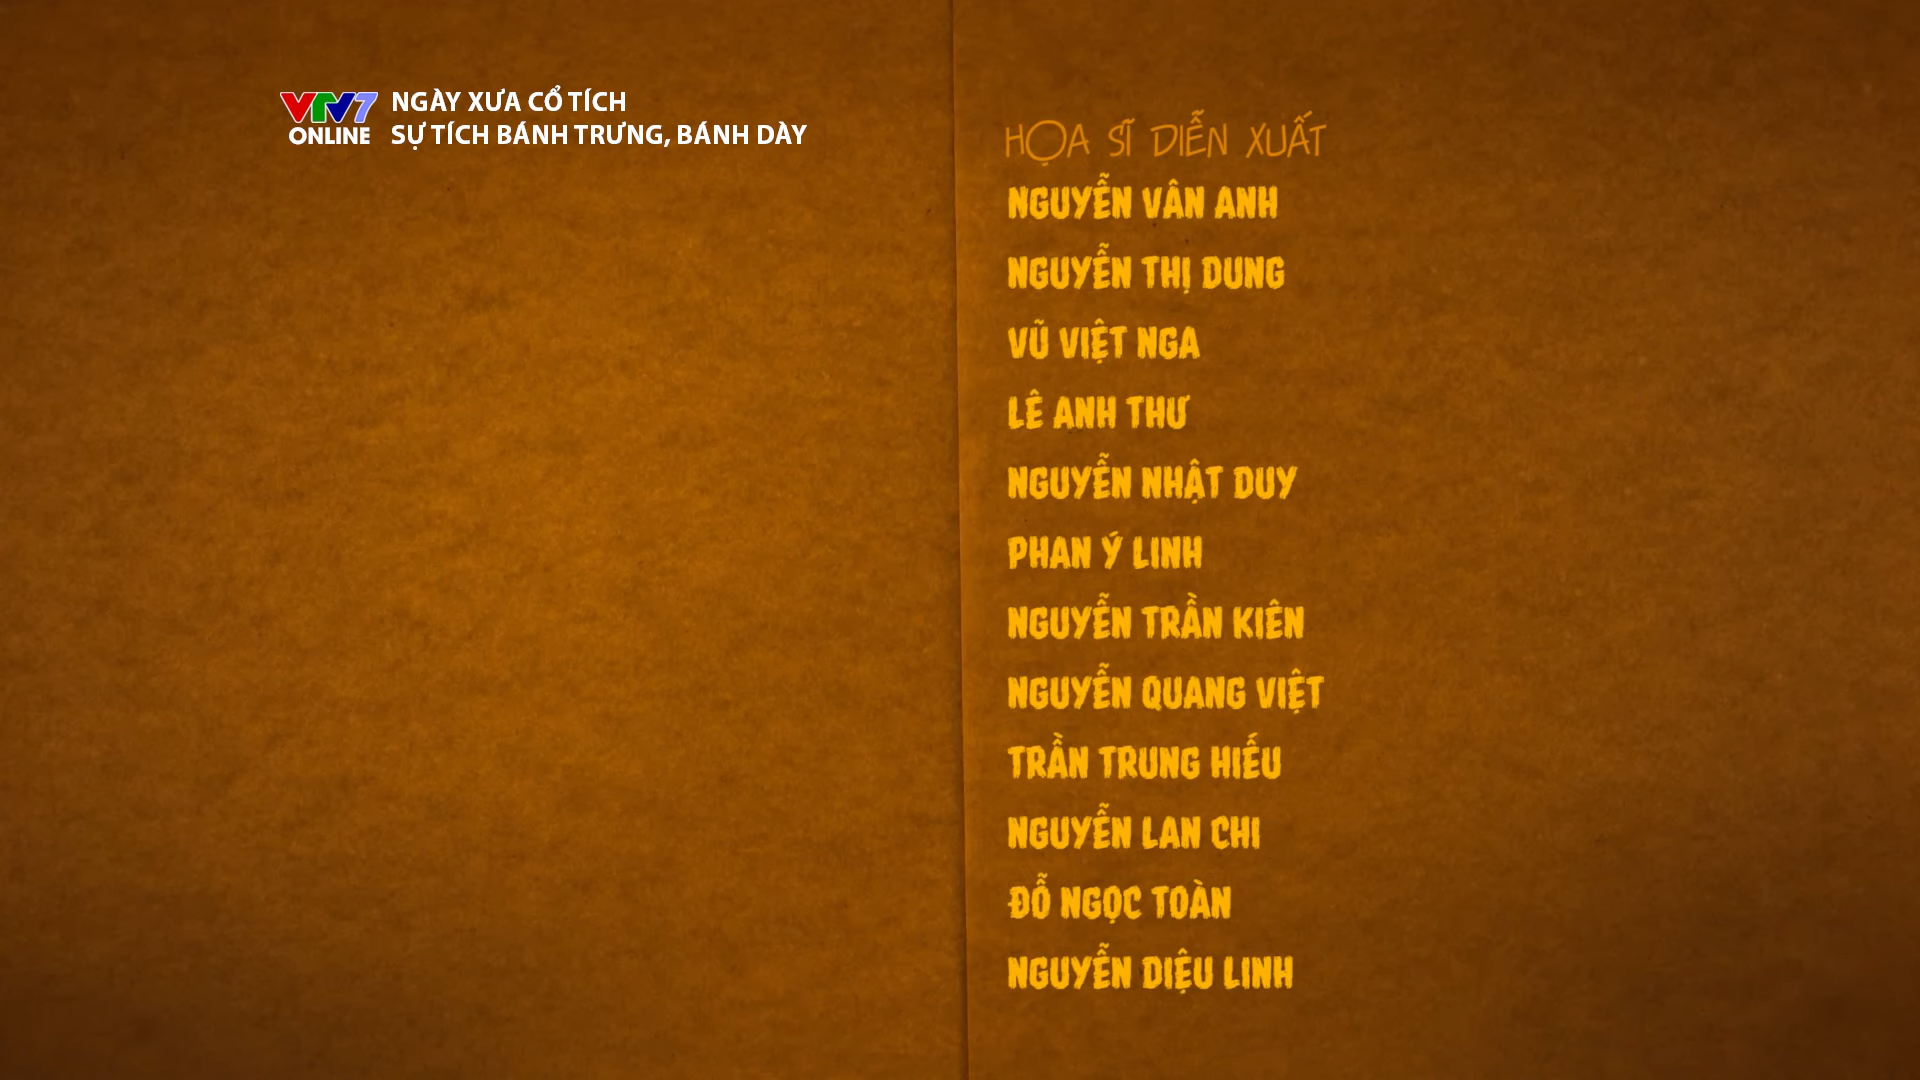 VTV7 ONLINE
NGÀY XƯA CỔ TÍCH
SỰ TÍCH BÁNH TRƯNG, BÁNH DÀY
HỌA SĨ DIỄN XUẤT
NGUYỄN VÂN ANH
NGUYỄN THỊ DUNG
VŨ VIỆT NGA
LÊ ANH THƯ
NGUYỄN NHẬT DUY
PHAN Ý LINH
NGUYỄN TRẦN KIÊN
NGUYỄN QUANG VIỆT
TRẦN TRUNG HIẾU
NGUYỄN LAN CHI
ĐỖ NGỌC TOÀN
NGUYỄN DIỆU LINH